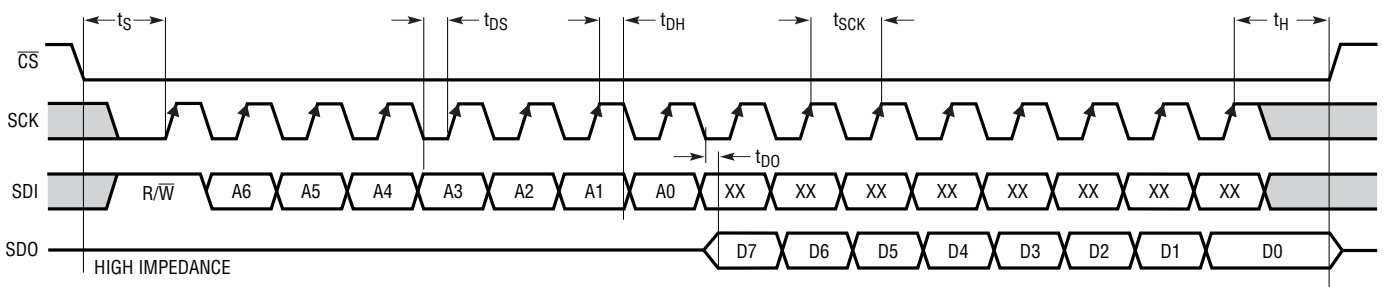 tS tDS tDH tSCK tH
C̅S̅
SCK
tDO
SDI R/W̅ A6 A5 A4 A3 A2 A1 A0 XX XX XX XX XX XX XX XX
SDO D7 D6 D5 D4 D3 D2 D1 D0
HIGH IMPEDANCE